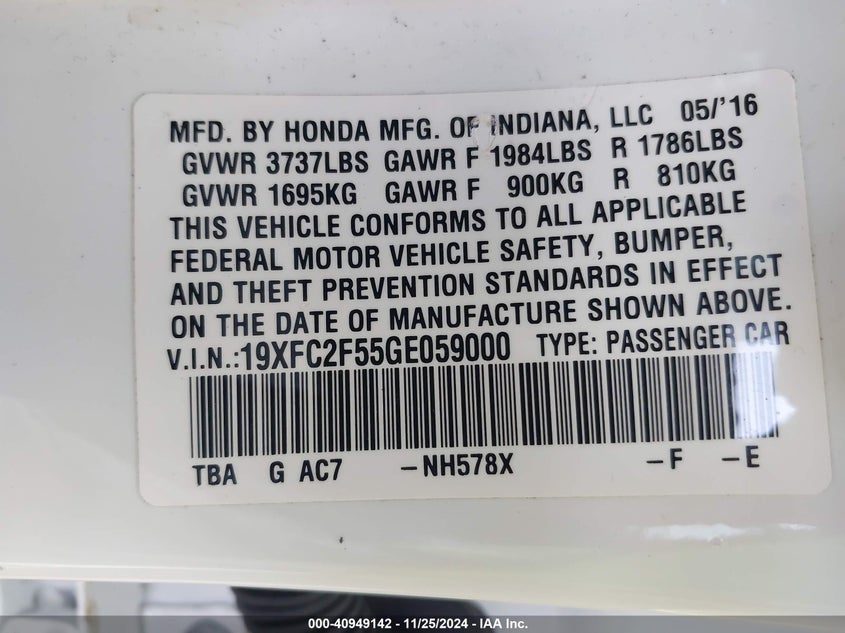 MFD. BY HONDA MFG. OF INDIANA, LLC 05/'16
GVWR 3737LBS GAWR F 1984LBS R 1786LBS
GVWR 1695KG GAWR F 900KG R 810KG
THIS VEHICLE CONFORMS TO ALL APPLICABLE
FEDERAL MOTOR VEHICLE SAFETY, BUMPER,
AND THEFT PREVENTION STANDARDS IN EFFECT
ON THE DATE OF MANUFACTURE SHOWN ABOVE.
V.I.N.:19XFC2F55GE059000 TYPE: PASSENGER CAR
TBA G AC7 -NH578X -F -E
000-40949142 - 11/25/2024 - IAA Inc.